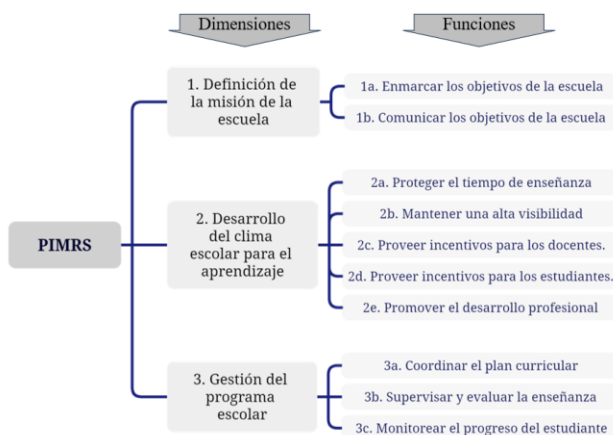 Dimensiones
Funciones
PIMRS
1. Definición de
la misión de la
escuela
1a. Enmarcar los objetivos de la escuela
1b. Comunicar los objetivos de la escuela
2. Desarrollo
del clima
escolar para el
aprendizaje
2a. Proteger el tiempo de enseñanza
2b. Mantener una alta visibilidad
2c. Proveer incentivos para los docentes.
2d. Proveer incentivos para los estudiantes.
2e. Promover el desarrollo profesional
3. Gestión del
programa
escolar
3a. Coordinar el plan curricular
3b. Supervisar y evaluar la enseñanza
3c. Monitorear el progreso del estudiante